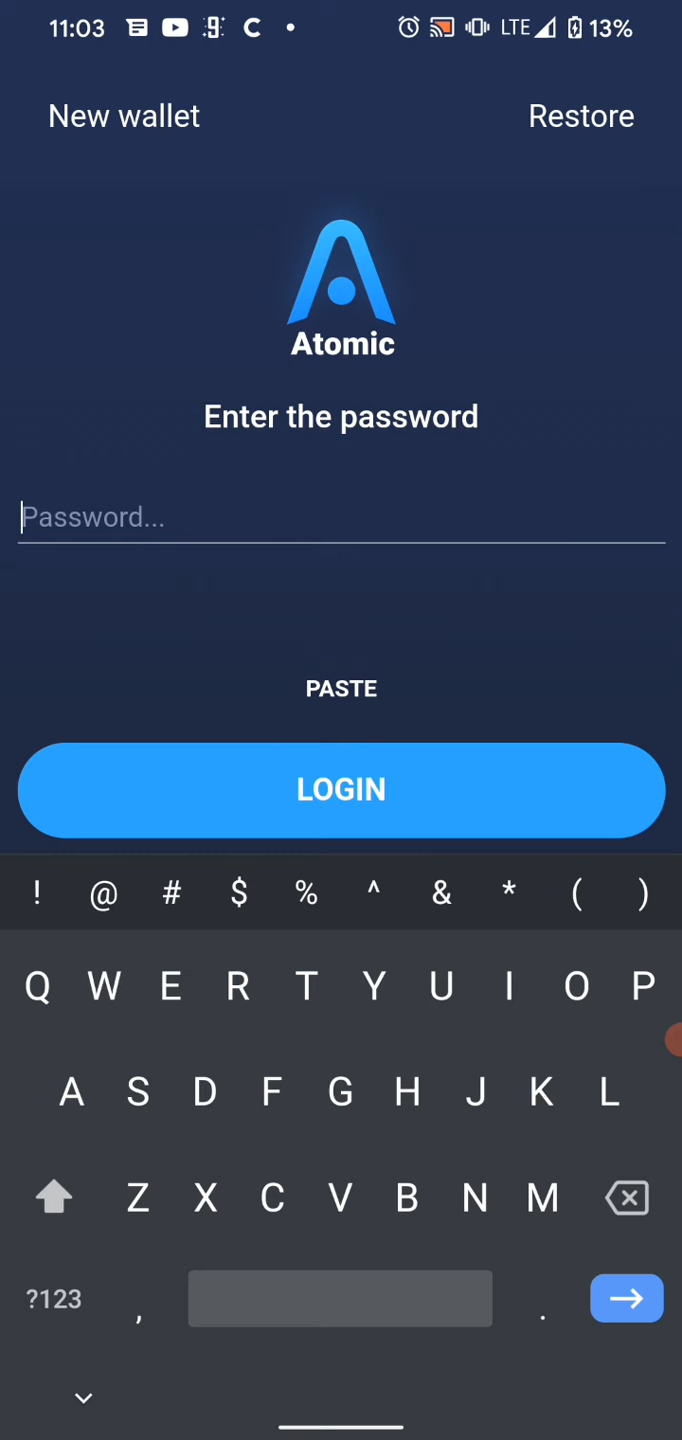 11:03 LTE 13%
New wallet Restore
Atomic
Enter the password
Password...
PASTE
LOGIN
! @ # $ % ^ & * ( )
Q W E R T Y U I O P
A S D F G H J K L
Z X C V B N M
?123 , .